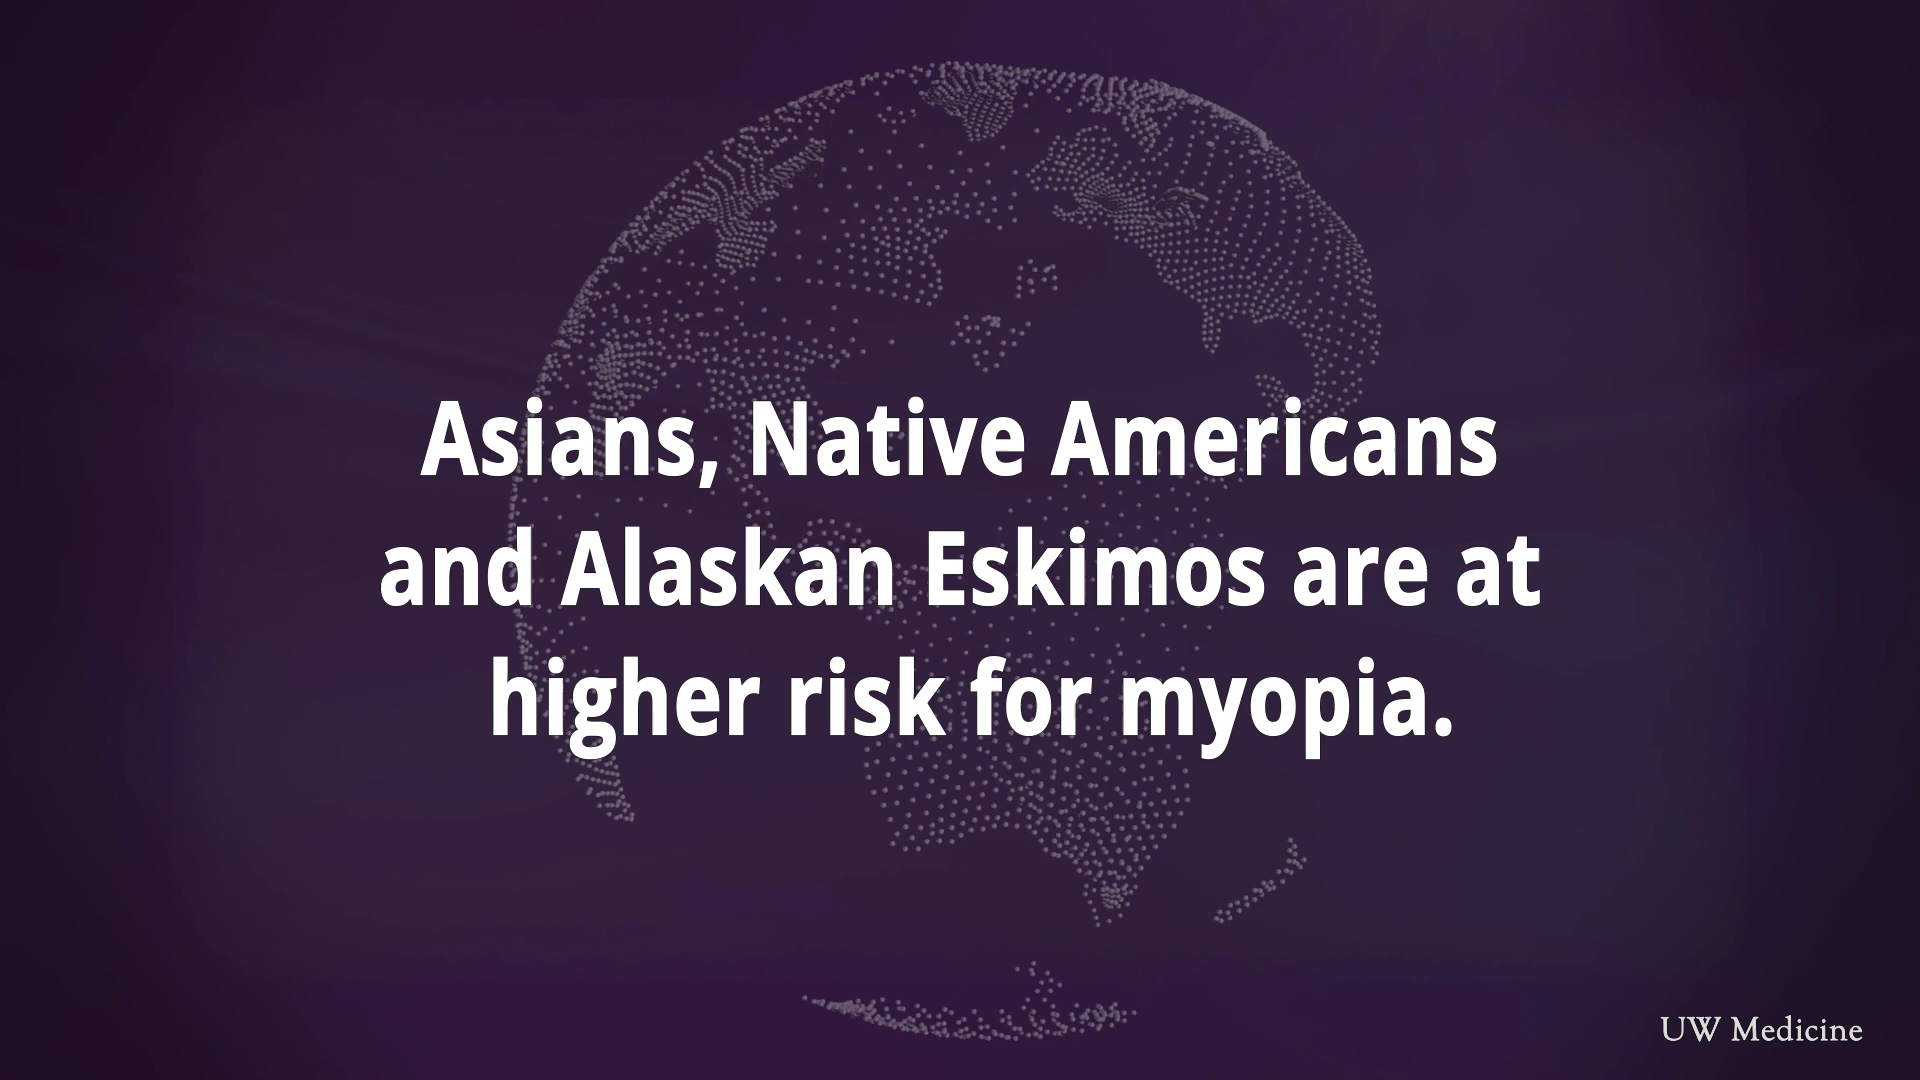 Asians, Native Americans
and Alaskan Eskimos are at
higher risk for myopia.
UW Medicine